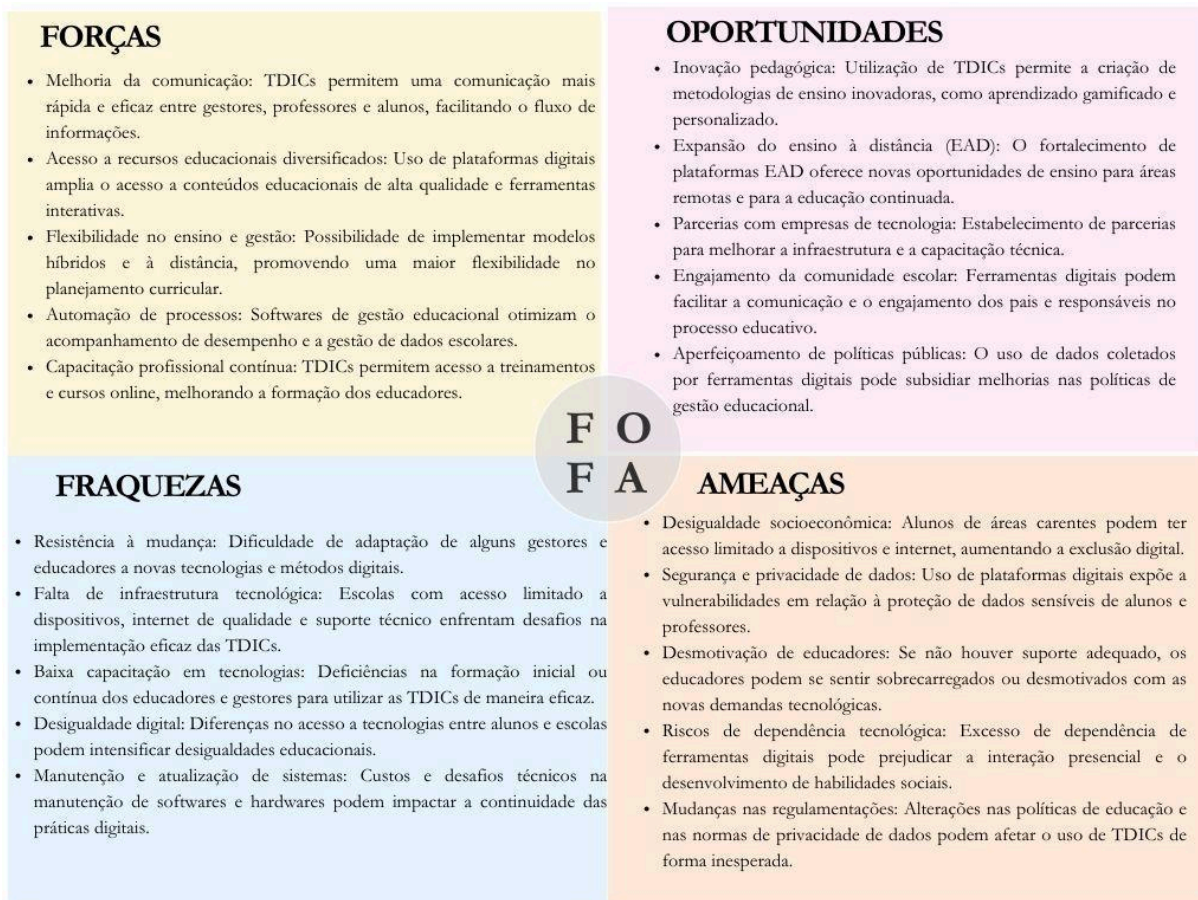 FORÇAS
• Melhoria da comunicação: TDICs permitem uma comunicação mais
rápida e eficaz entre gestores, professores e alunos, facilitando o fluxo de
informações.
• Acesso a recursos educacionais diversificados: Uso de plataformas digitais
amplia o acesso a conteúdos educacionais de alta qualidade e ferramentas
interativas.
• Flexibilidade no ensino e gestão: Possibilidade de implementar modelos
híbridos e à distância, promovendo uma maior flexibilidade no
planejamento curricular.
• Automação de processos: Softwares de gestão educacional otimizam o
acompanhamento de desempenho e a gestão de dados escolares.
• Capacitação profissional contínua: TDICs permitem acesso a treinamentos
e cursos online, melhorando a formação dos educadores.
OPORTUNIDADES
• Inovação pedagógica: Utilização de TDICs permite a criação de
metodologias de ensino inovadoras, como aprendizado gamificado e
personalizado.
• Expansão do ensino à distância (EAD): O fortalecimento de
plataformas EAD oferece novas oportunidades de ensino para áreas
remotas e para a educação continuada.
• Parcerias com empresas de tecnologia: Estabelecimento de parcerias
para melhorar a infraestrutura e a capacitação técnica.
• Engajamento da comunidade escolar: Ferramentas digitais podem
facilitar a comunicação e o engajamento dos pais e responsáveis no
processo educativo.
• Aperfeiçoamento de políticas públicas: O uso de dados coletados
por ferramentas digitais pode subsidiar melhorias nas políticas de
gestão educacional.
F O
F A
FRAQUEZAS
• Resistência à mudança: Dificuldade de adaptação de alguns gestores e
educadores a novas tecnologias e métodos digitais.
• Falta de infraestrutura tecnológica: Escolas com acesso limitado a
dispositivos, internet de qualidade e suporte técnico enfrentam desafios na
implementação eficaz das TDICs.
• Baixa capacitação em tecnologias: Deficiências na formação inicial ou
contínua dos educadores e gestores para utilizar as TDICs de maneira eficaz.
• Desigualdade digital: Diferenças no acesso a tecnologias entre alunos e escolas
podem intensificar desigualdades educacionais.
• Manutenção e atualização de sistemas: Custos e desafios técnicos na
manutenção de softwares e hardwares podem impactar a continuidade das
práticas digitais.
AMEAÇAS
• Desigualdade socioeconômica: Alunos de áreas carentes podem ter
acesso limitado a dispositivos e internet, aumentando a exclusão digital.
• Segurança e privacidade de dados: Uso de plataformas digitais expõe a
vulnerabilidades em relação à proteção de dados sensíveis de alunos e
professores.
• Desmotivação de educadores: Se não houver suporte adequado, os
educadores podem se sentir sobrecarregados ou desmotivados com as
novas demandas tecnológicas.
• Riscos de dependência tecnológica: Excesso de dependência de
ferramentas digitais pode prejudicar a interação presencial e o
desenvolvimento de habilidades sociais.
• Mudanças nas regulamentações: Alterações nas políticas de educação e
nas normas de privacidade de dados podem afetar o uso de TDICs de
forma inesperada.